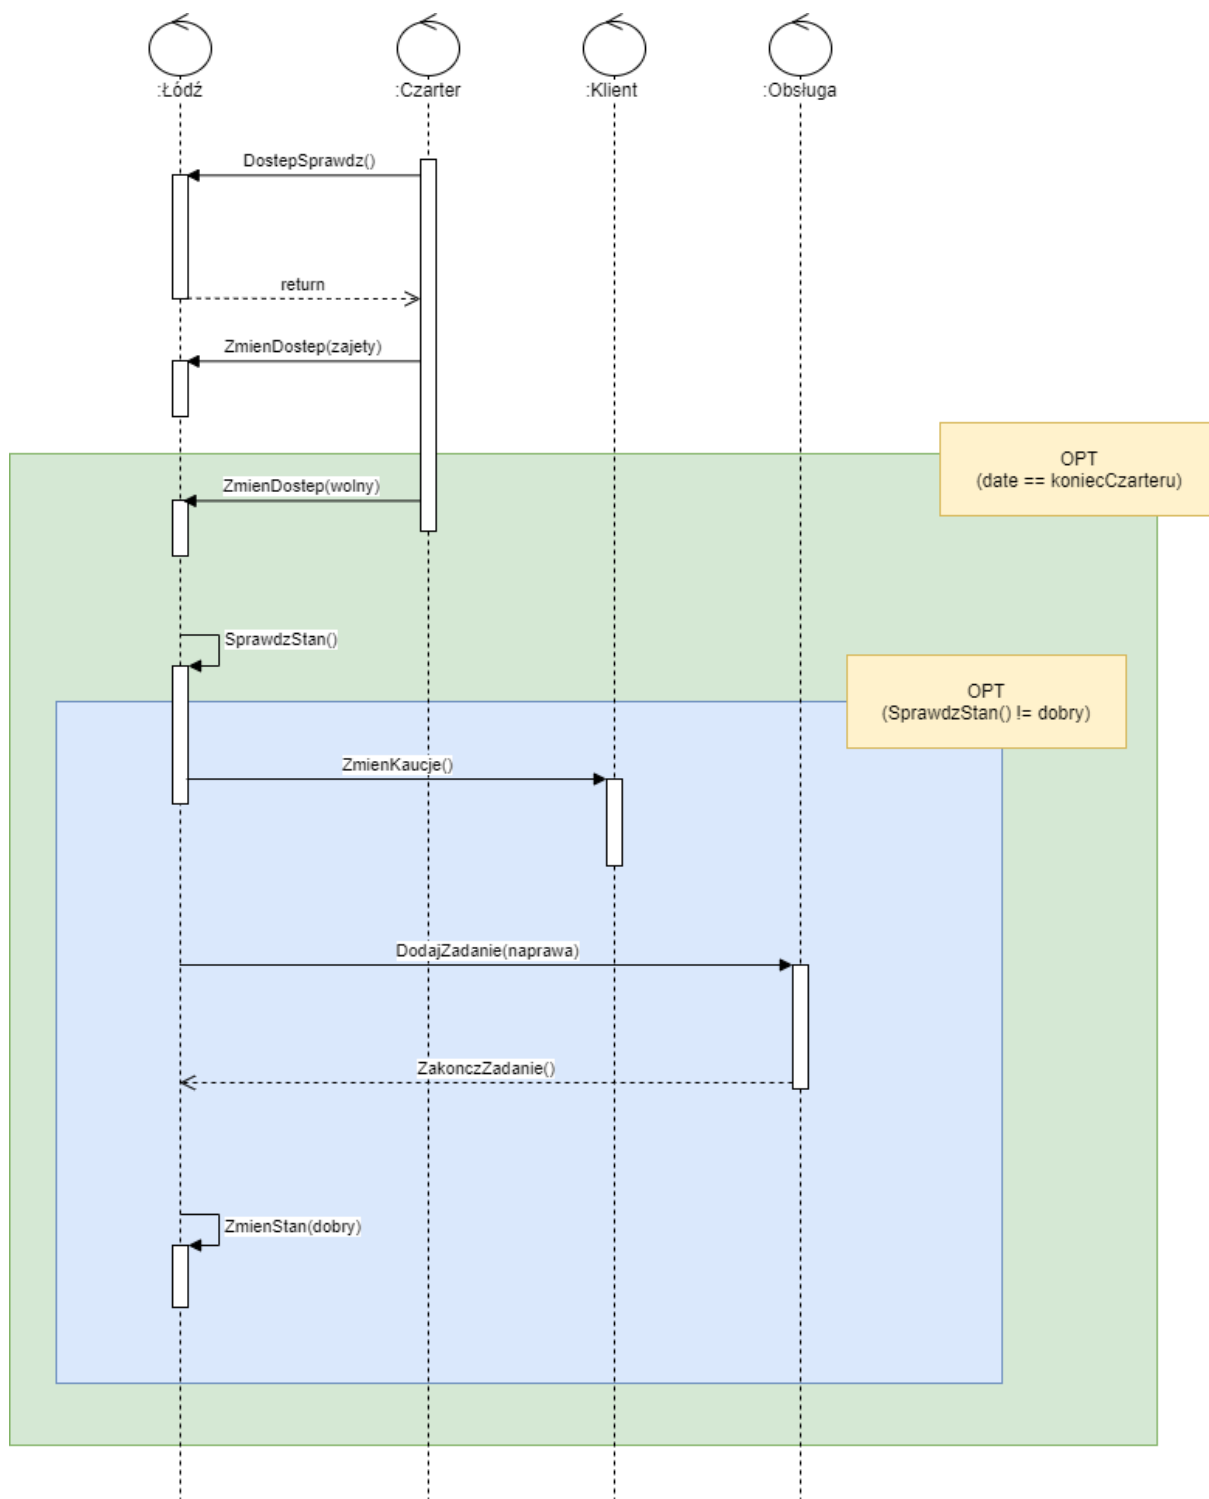 :Łódź
:Czarter
:Klient
:Obsługa
DostepSprawdz()
return
ZmienDostep(zajety)
OPT
(date == koniecCzarteru)
ZmienDostep(wolny)
SprawdzStan()
OPT
(SprawdzStan() != dobry)
ZmienKaucje()
DodajZadanie(naprawa)
ZakonczZadanie()
ZmienStan(dobry)